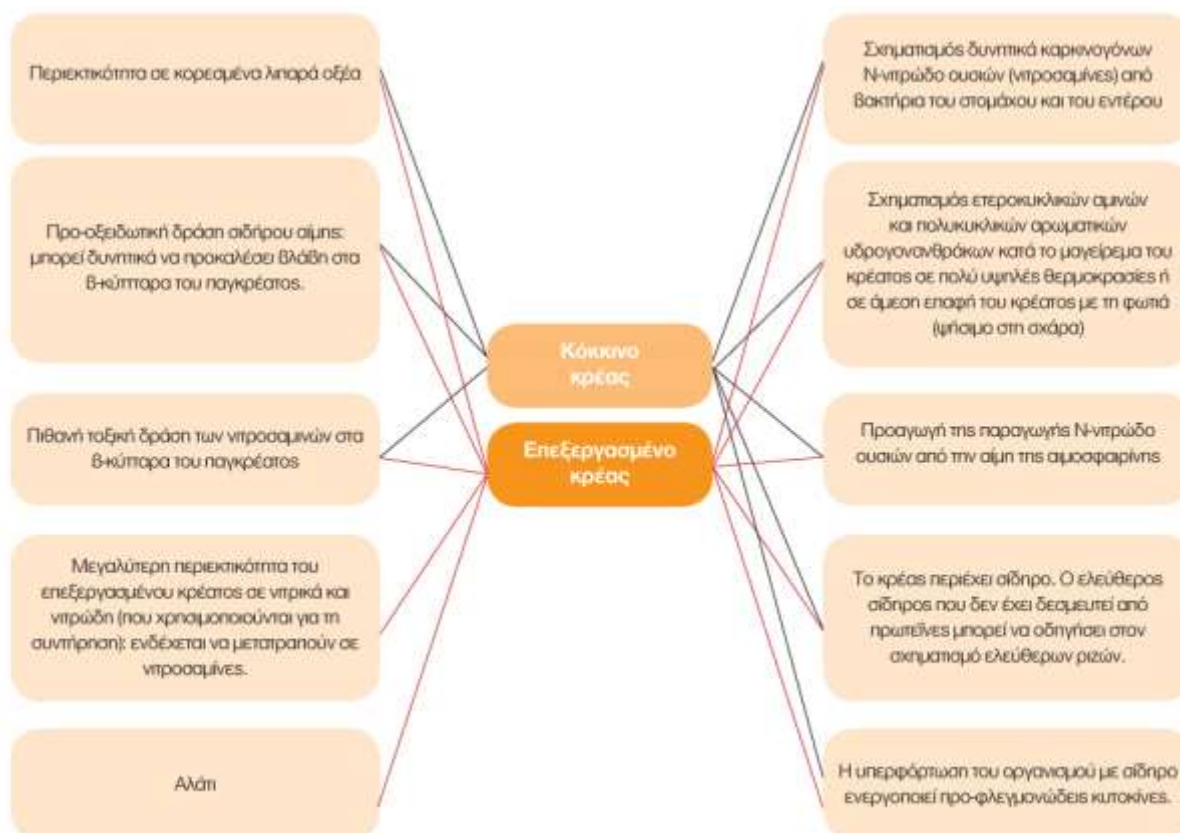 Περιεκτικότητα σε κορεσμένα λιπαρά οξέα
Προ-οξειδωτική δράση σιδήρου αίμης:
μπορεί δυνητικά να προκαλέσει βλάβη στα
β-κύτταρα του παγκρέατος.
Πιθανή τοξική δράση των νιτροσαμινών στα
β-κύτταρα του παγκρέατος
Μεγαλύτερη περιεκτικότητα του
επεξεργασμένου κρέατος σε νιτρικά και
νιτρώδη (που χρησιμοποιούνται για τη
συντήρηση): ενδέχεται να μετατραπούν σε
νιτροσαμίνες.
Αλάτι
Κόκκινο
κρέας
Επεξεργασμένο
κρέας
Σχηματισμός δυνητικά καρκινογόνων
Ν-νιτρώδο ουσιών (νιτροσαμίνες) από
βακτήρια του στομάχου και του εντέρου
Σχηματισμός ετεροκυκλικών αμινών
και πολυκυκλικών αρωματικών
υδρογονανθράκων κατά το μαγείρεμα του
κρέατος σε πολύ υψηλές θερμοκρασίες ή
σε άμεση επαφή του κρέατος με τη φωτιά
(ψήσιμο στη σχάρα)
Προαγωγή της παραγωγής Ν-νιτρώδο
ουσιών από την αίμη της αιμοσφαιρίνης
Το κρέας περιέχει σίδηρο. Ο ελεύθερος
σίδηρος που δεν έχει δεσμευτεί από
πρωτεΐνες μπορεί να οδηγήσει στον
σχηματισμό ελεύθερων ριζών.
Η υπερφόρτωση του οργανισμού με σίδηρο
ενεργοποιεί προ-φλεγμονώδεις κυτοκίνες.